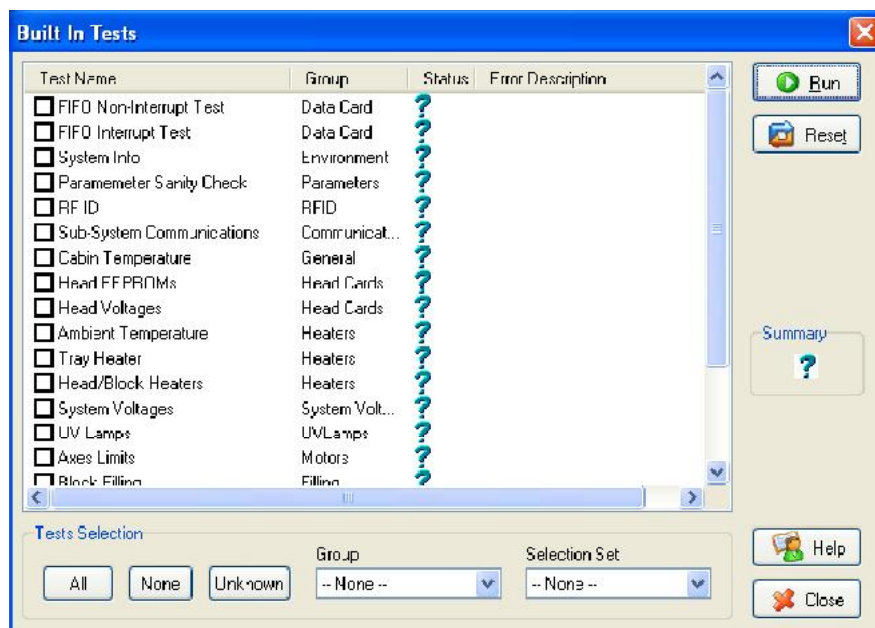 Built In Tests
Test Name Group Status Error Description
FIFO Non-Interrupt Test Data Card ?
FIFO Interrupt Test Data Card ?
System Info Environment ?
Paramemeter Sanity Check Parameters ?
RF ID RFID ?
Sub-System Communications Communicat... ?
Cabin Temperature General ?
Head EEPROMs Head Cards ?
Head Voltages Head Cards ?
Ambient Temperature Heaters ?
Tray Heater Heaters ?
Head/Block Heaters Heaters ?
System Voltages System Volt... ?
UV Lamps UVLamps ?
Axes Limits Motors ?
Block Filling Filling ?
Run
Reset
Summary
?
Tests Selection
All None Unknown
Group
-- None --
Selection Set
-- None --
Help
Close